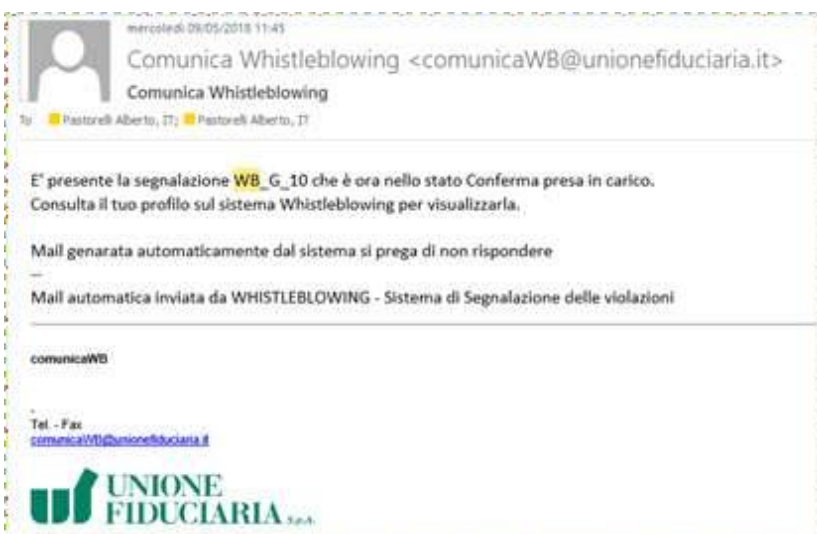 mercoledì 09/05/2018 11:45
Comunica Whistleblowing <comunicaWB@unionefiduciaria.it>
Comunica Whistleblowing
To Pastorelli Alberto, IT; Pastorelli Alberto, IT
E' presente la segnalazione WB_G_10 che è ora nello stato Conferma presa in carico.
Consulta il tuo profilo sul sistema Whistleblowing per visualizzarla.
Mail genarata automaticamente dal sistema si prega di non rispondere
---
Mail automatica inviata da WHISTLEBLOWING - Sistema di Segnalazione delle violazioni
comunicaWB
-
Tel. - Fax
comunicaWB@unionefiduciaria.it
UNIONE
FIDUCIARIA S.p.A.